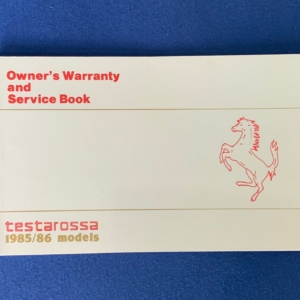 Owner's Warranty
and
Service Book
testarossa
1985/86 models